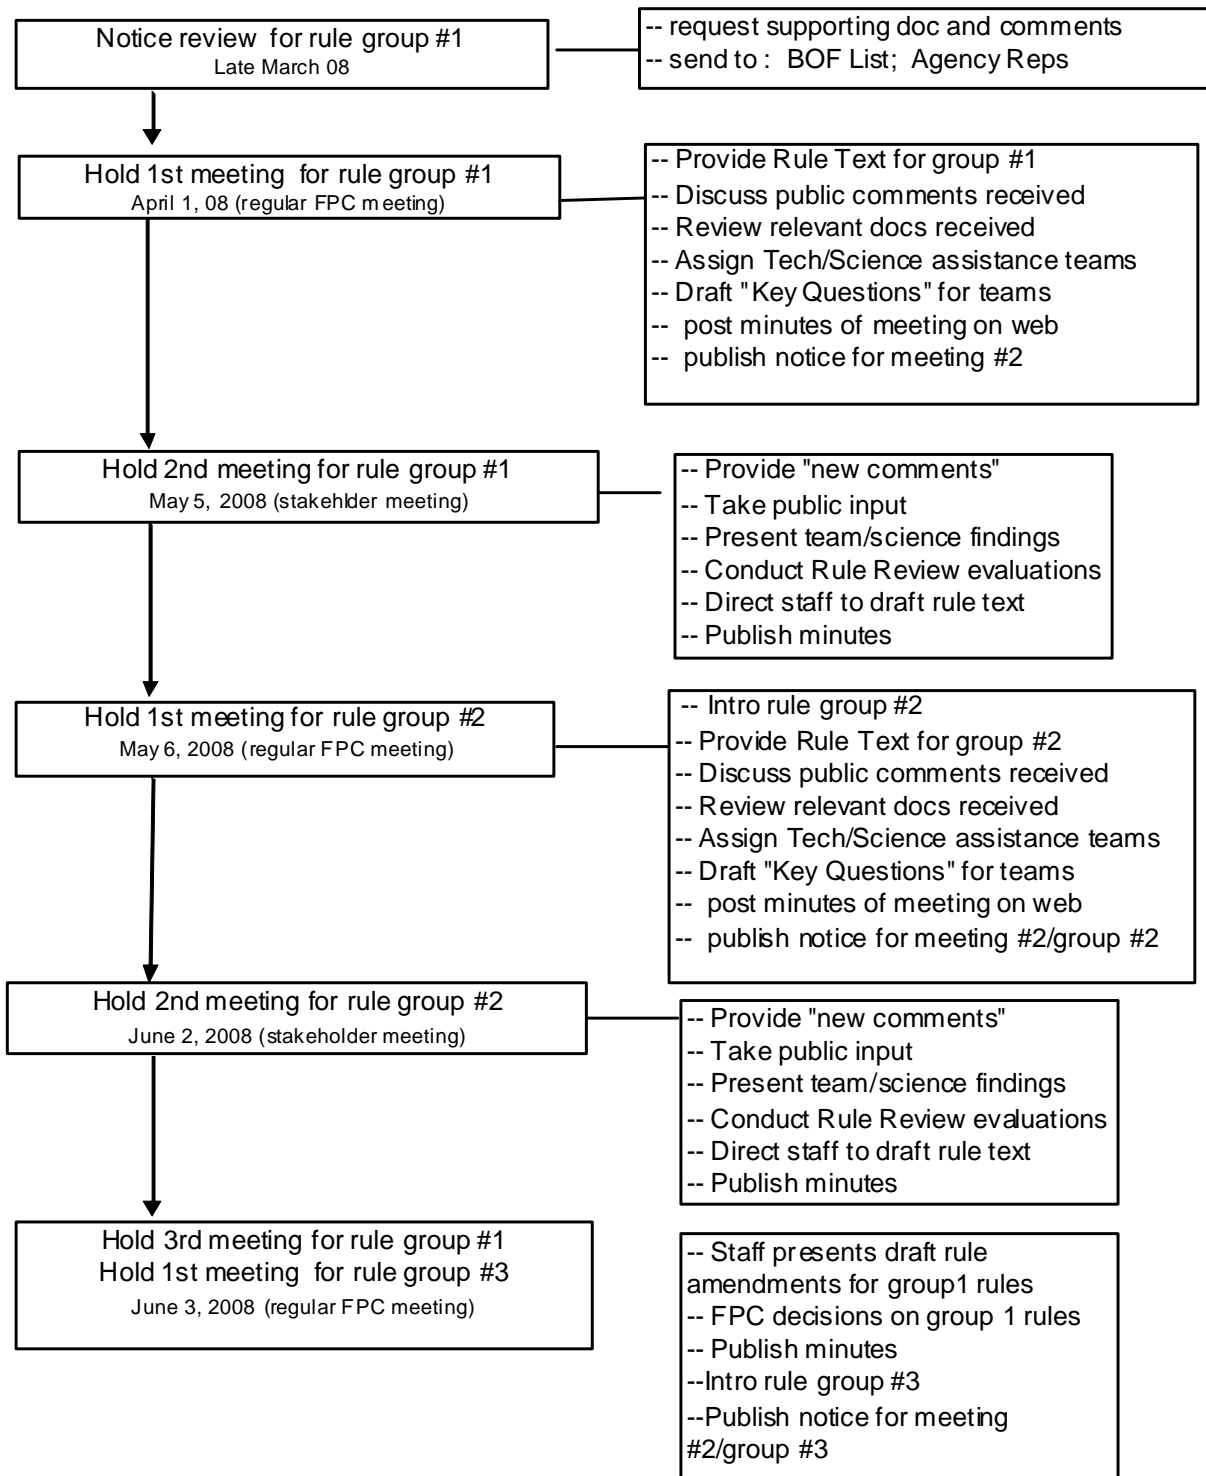 Notice review for rule group #1
Late March 08
-- request supporting doc and comments
-- send to : BOF List; Agency Reps
Hold 1st meeting for rule group #1
April 1, 08 (regular FPC meeting)
-- Provide Rule Text for group #1
-- Discuss public comments received
-- Review relevant docs received
-- Assign Tech/Science assistance teams
-- Draft "Key Questions" for teams
-- post minutes of meeting on web
-- publish notice for meeting #2
Hold 2nd meeting for rule group #1
May 5, 2008 (stakehlder meeting)
-- Provide "new comments"
-- Take public input
-- Present team/science findings
-- Conduct Rule Review evaluations
-- Direct staff to draft rule text
-- Publish minutes
Hold 1st meeting for rule group #2
May 6, 2008 (regular FPC meeting)
-- Intro rule group #2
-- Provide Rule Text for group #2
-- Discuss public comments received
-- Review relevant docs received
-- Assign Tech/Science assistance teams
-- Draft "Key Questions" for teams
-- post minutes of meeting on web
-- publish notice for meeting #2/group #2
Hold 2nd meeting for rule group #2
June 2, 2008 (stakeholder meeting)
-- Provide "new comments"
-- Take public input
-- Present team/science findings
-- Conduct Rule Review evaluations
-- Direct staff to draft rule text
-- Publish minutes
Hold 3rd meeting for rule group #1
Hold 1st meeting for rule group #3
June 3, 2008 (regular FPC meeting)
-- Staff presents draft rule
amendments for group1 rules
-- FPC decisions on group 1 rules
-- Publish minutes
--Intro rule group #3
--Publish notice for meeting
#2/group #3